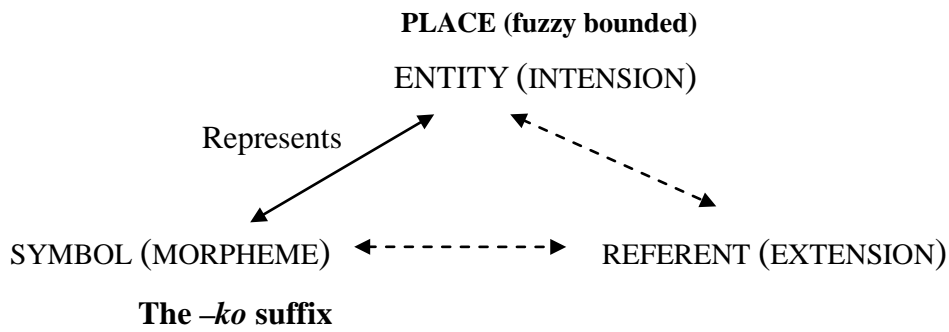 PLACE (fuzzy bounded)
ENTITY (INTENSION)
Represents
SYMBOL (MORPHEME)
REFERENT (EXTENSION)
The –ko suffix